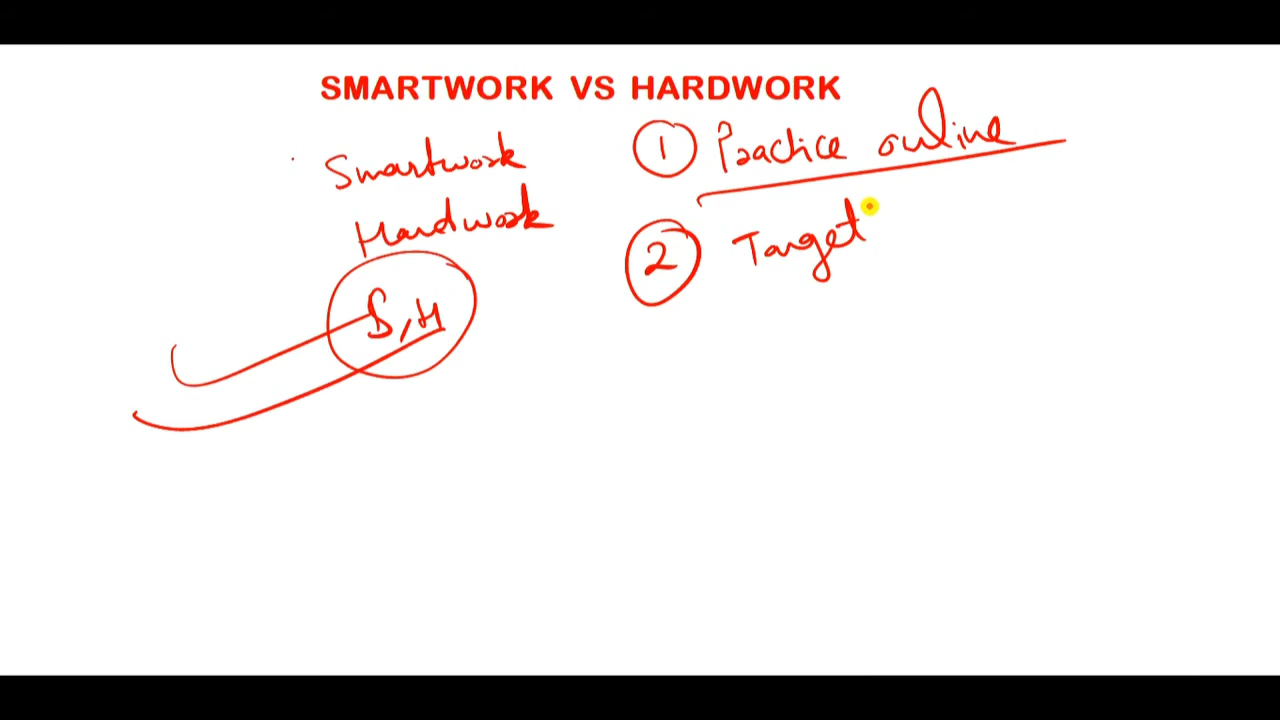 SMARTWORK VS HARDWORK
Smartwork
Hardwork
S, H
1 Practice online
2 Target